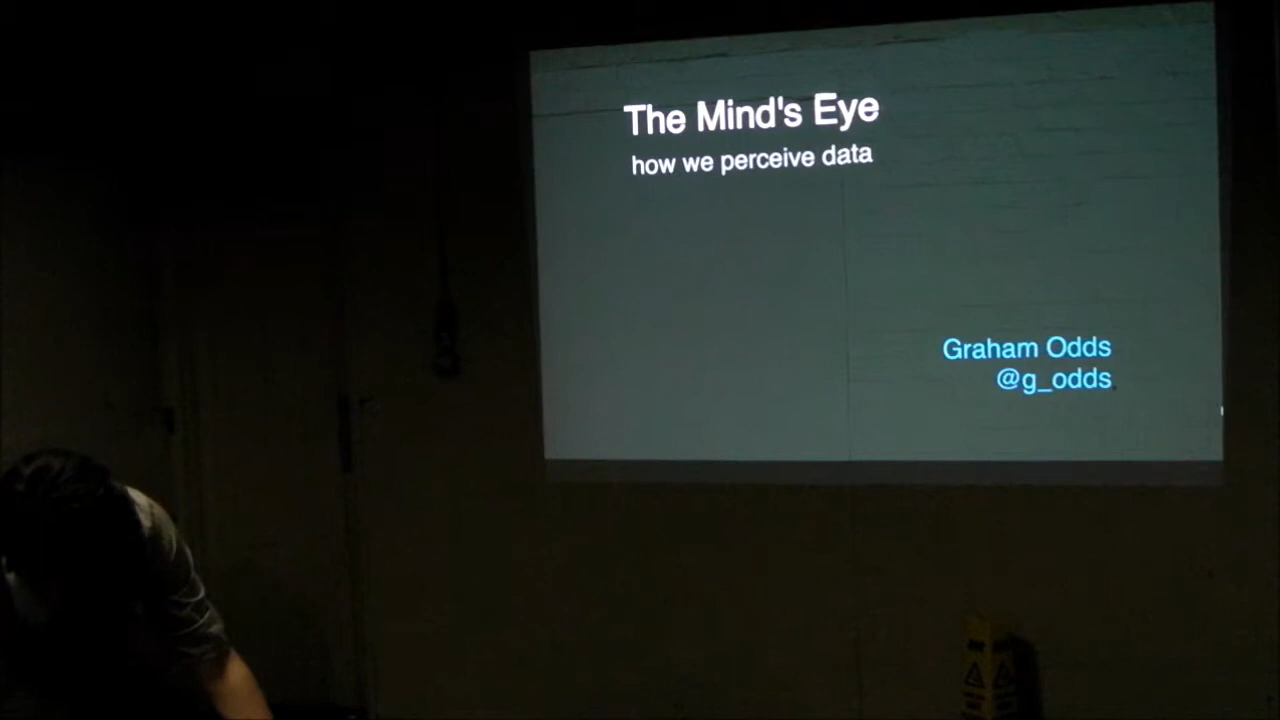 The Mind's Eye
how we perceive data
Graham Odds
@g_odds